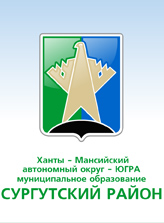 Ханты - Мансийский
автономный округ - ЮГРА
муниципальное образование
СУРГУТСКИЙ РАЙОН